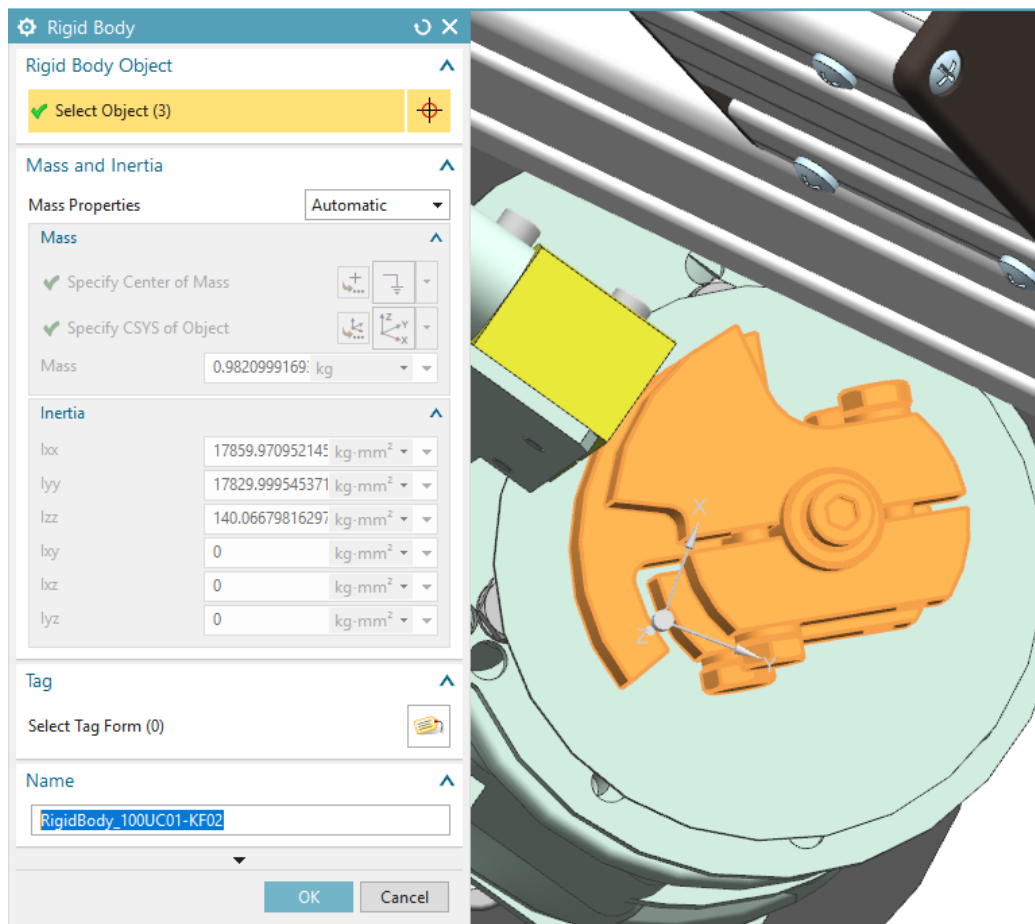 Rigid Body
Rigid Body Object
Select Object (3)
Mass and Inertia
Mass Properties Automatic
Mass
Specify Center of Mass
Specify CSYS of Object
Mass 0.9820999169 kg
Inertia
Ixx 17859.970952145 kg·mm²
Iyy 17829.999545371 kg·mm²
Izz 140.06679816297 kg·mm²
Ixy 0 kg·mm²
Ixz 0 kg·mm²
Iyz 0 kg·mm²
Tag
Select Tag Form (0)
Name
RigidBody_100UC01-KF02
OK Cancel
X
Z
Y